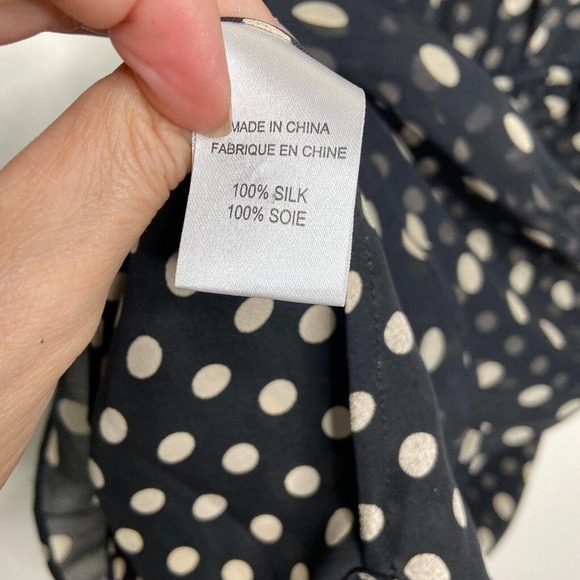 MADE IN CHINA
FABRIQUE EN CHINE
100% SILK
100% SOIE